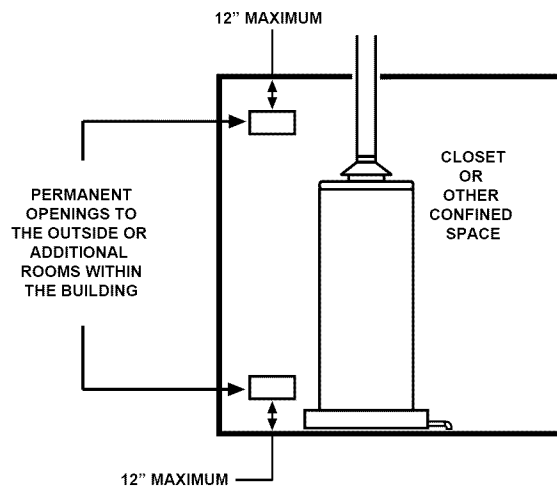 12” MAXIMUM
PERMANENT
OPENINGS TO
THE OUTSIDE OR
ADDITIONAL
ROOMS WITHIN
THE BUILDING
CLOSET
OR
OTHER
CONFINED
SPACE
12” MAXIMUM